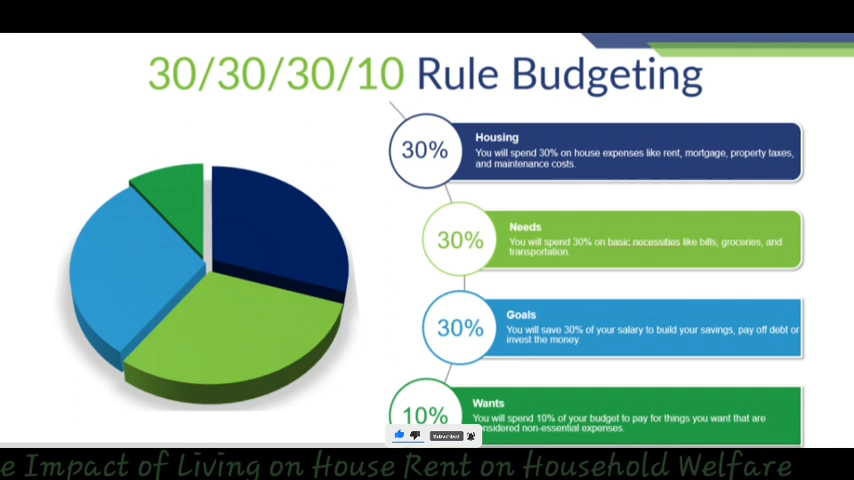 30/30/30/10 Rule Budgeting
30%
Housing
You will spend 30% on house expenses like rent, mortgage, property taxes,
and maintenance costs.
30%
Needs
You will spend 30% on basic necessities like bills, groceries, and
transportation.
30%
Goals
You will save 30% of your salary to build your savings, pay off debt or
invest the money.
10%
Wants
You will spend 10% of your budget to pay for things you want that are
considered non-essential expenses.
Impact of Living on House Rent on Household Welfare